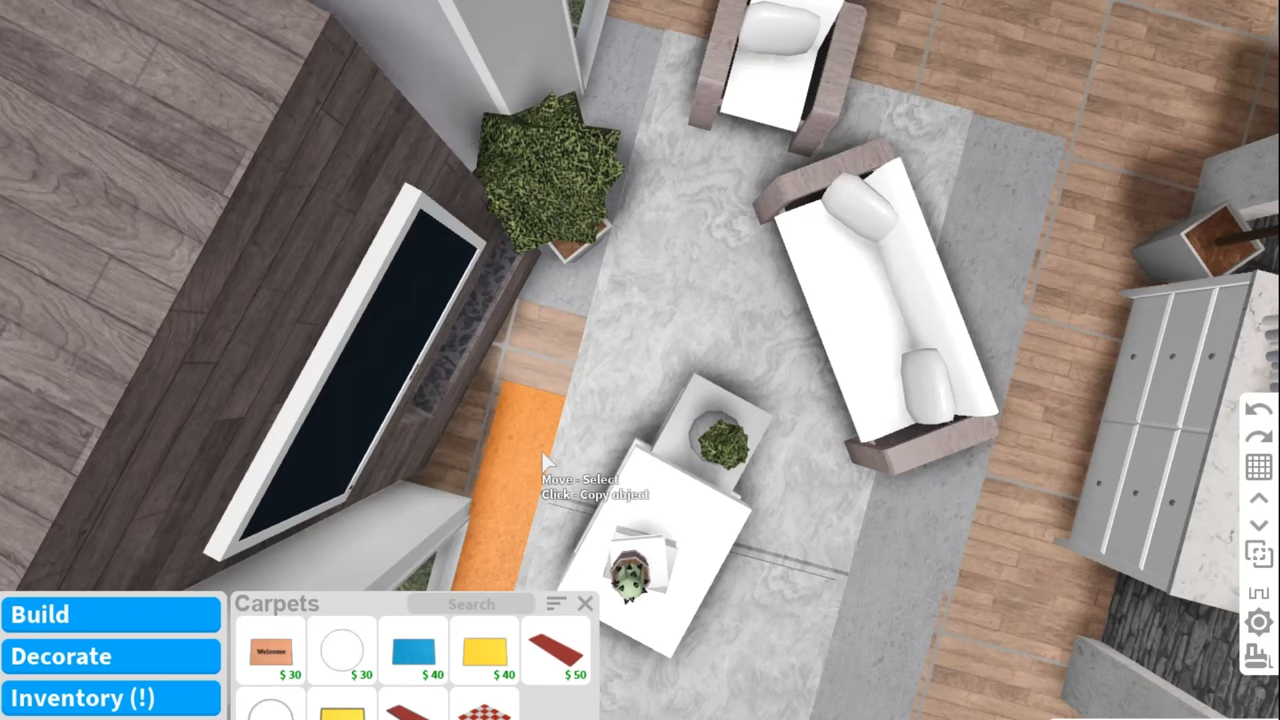 Move - Select
Click - Copy object
Build
Decorate
Inventory (!)
Carpets
Search
Welcome
$ 30
$ 30
$ 40
$ 40
$ 50